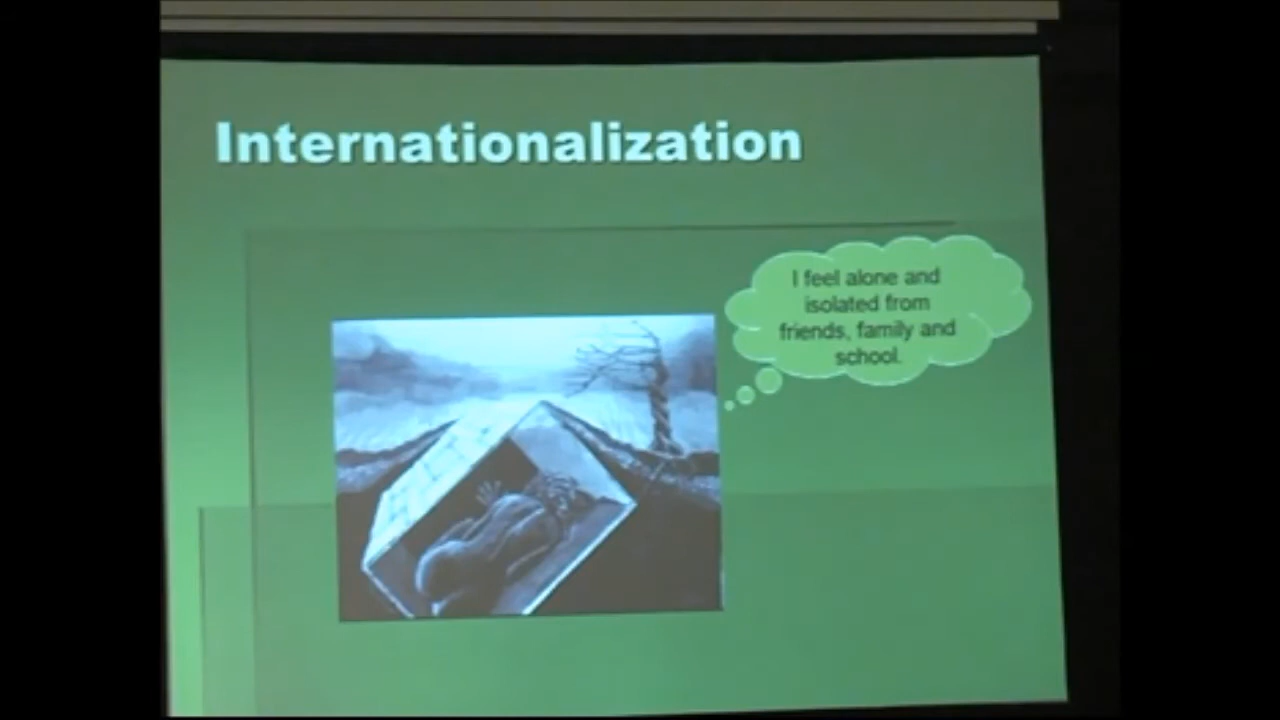 Internationalization
I feel alone and
isolated from
friends, family and
school.